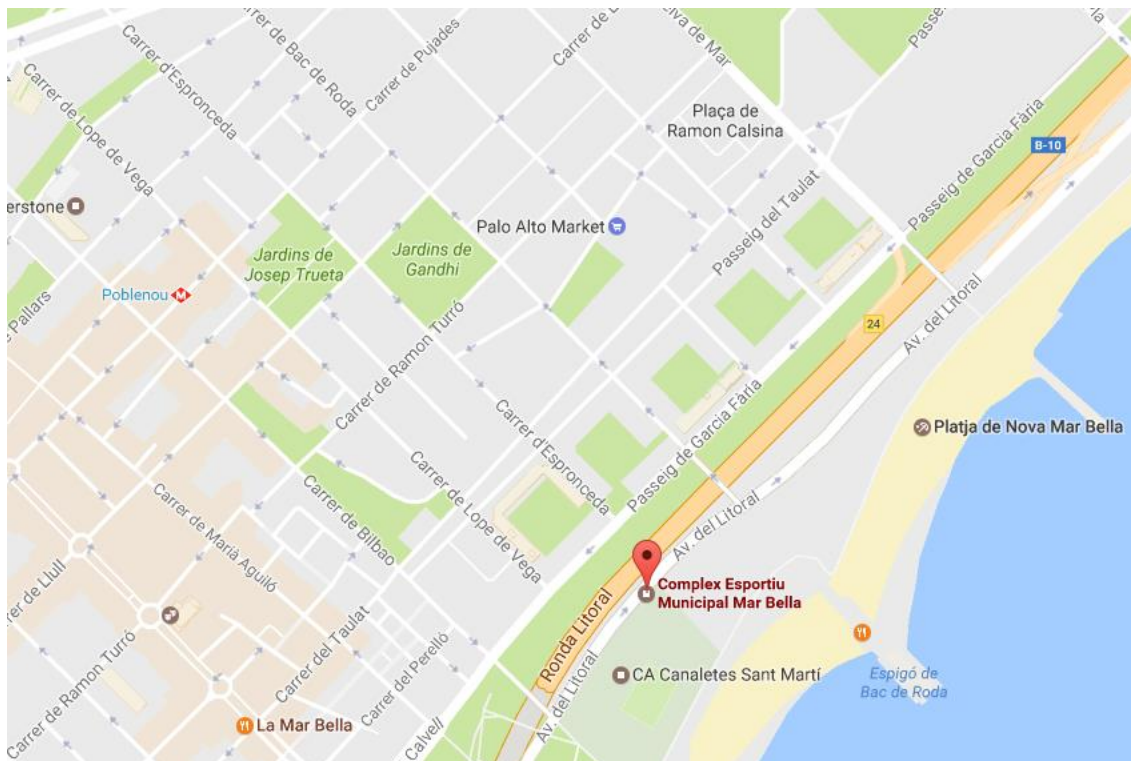 Carrer de Bac de Roda
Carrer d'Espronceda
Carrer de Pujades
Selva de Mar
Carrer de Lope de Vega
Plaça de
Ramon Calsina
Passeig de Garcia Fària
B-10
erstone
Palo Alto Market
Passeig del Taulat
Jardins de
Josep Trueta
Jardins de
Gandhi
Poblenou
M
Pallars
Carrer de Ramon Turró
24
Av. del Litoral
Passeig de Garcia Fària
Platja de Nova Mar Bella
Carrer d'Espronceda
Carrer de Lope de Vega
Carrer de Bilbao
Av. del Litoral
Carrer de Marià Aguiló
Complex Esportiu
Municipal Mar Bella
Carrer de Llull
Ronda Litoral
Carrer del Taulat
Carrer del Perelló
CA Canaletes Sant Martí
Espigó de
Bac de Roda
Carrer de Ramon Turró
La Mar Bella
Av. del Litoral
Calvell